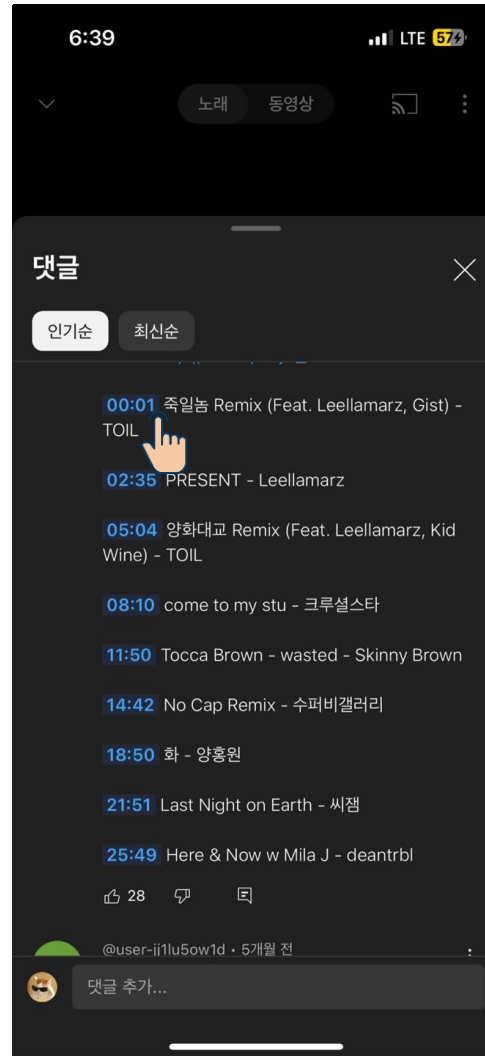 6:39 LTE 57
노래 동영상
댓글
인기순 최신순
00:01 죽일놈 Remix (Feat. Leellamarz, Gist) -
TOIL
02:35 PRESENT - Leellamarz
05:04 양화대교 Remix (Feat. Leellamarz, Kid
Wine) - TOIL
08:10 come to my stu - 크루셜스타
11:50 Tocca Brown - wasted - Skinny Brown
14:42 No Cap Remix - 수퍼비갤러리
18:50 화 - 양홍원
21:51 Last Night on Earth - 씨잼
25:49 Here & Now w Mila J - deantrbl
28
@user-jj1lu5ow1d • 5개월 전
댓글 추가...